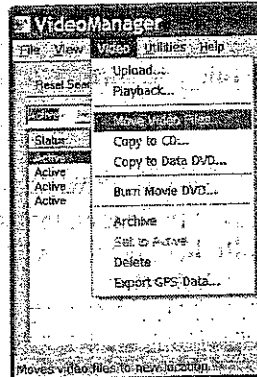 VideoManager
File View Video Utilities Help
Upload...
Playback...
Reset Sear
Move Video Files...
Active
Copy to CD...
Status
Copy to Data DVD...
Active
Active
Burn Movie DVD...
Active
Active
Archive
Set to Active
Delete
Export GPS Data...
Moves video files to new location